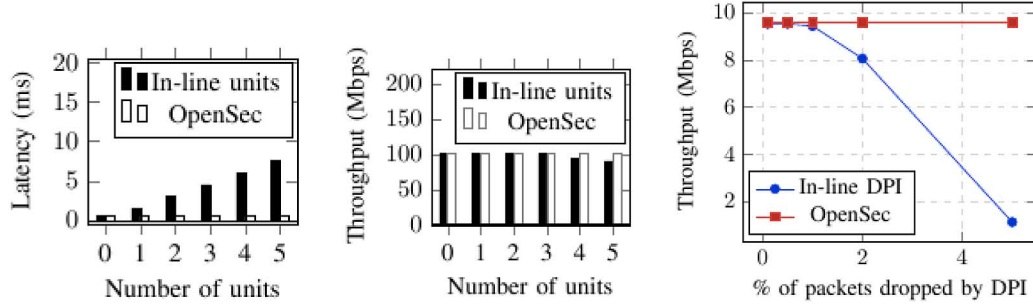 Latency (ms)
20
15
10
5
0
In-line units
OpenSec
0 1 2 3 4 5
Number of units
Throughput (Mbps)
200
150
100
50
0
In-line units
OpenSec
0 1 2 3 4 5
Number of units
Throughput (Mbps)
10
8
6
4
2
In-line DPI
OpenSec
0 2 4
% of packets dropped by DPI